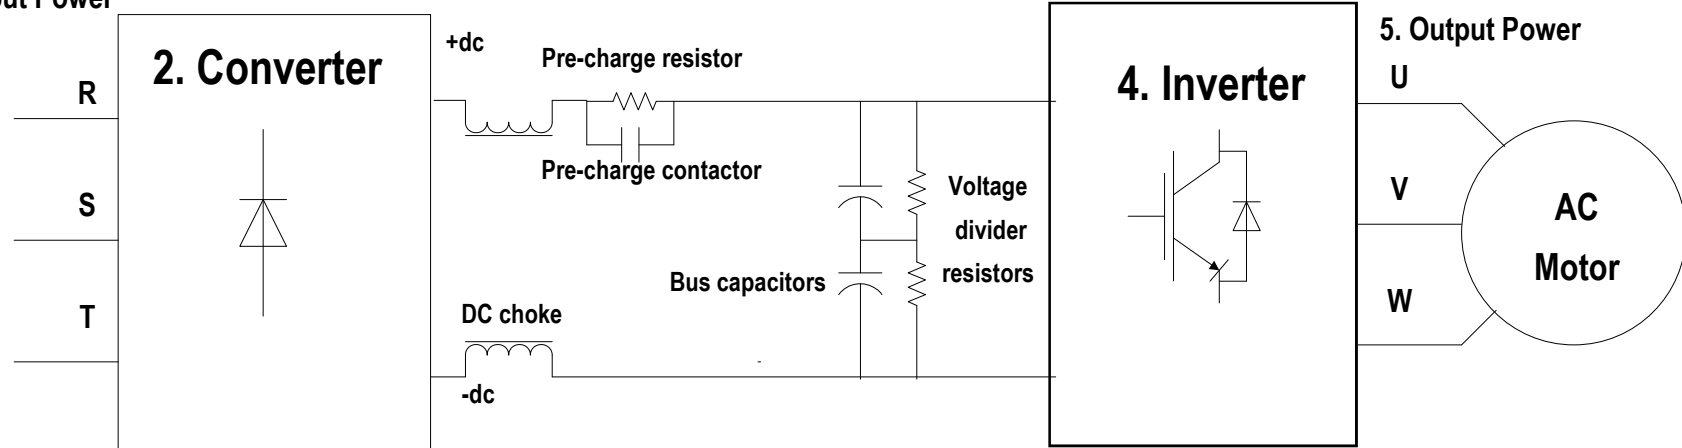 Power
2. Converter
R
S
T
+dc
Pre-charge resistor
Pre-charge contactor
Bus capacitors
Voltage
divider
resistors
DC choke
-dc
4. Inverter
5. Output Power
U
V
W
AC
Motor